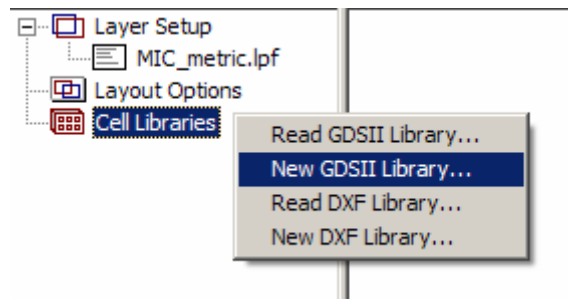 Layer Setup
MIC_metric.lpf
Layout Options
Cell Libraries
Read GDSII Library...
New GDSII Library...
Read DXF Library...
New DXF Library...